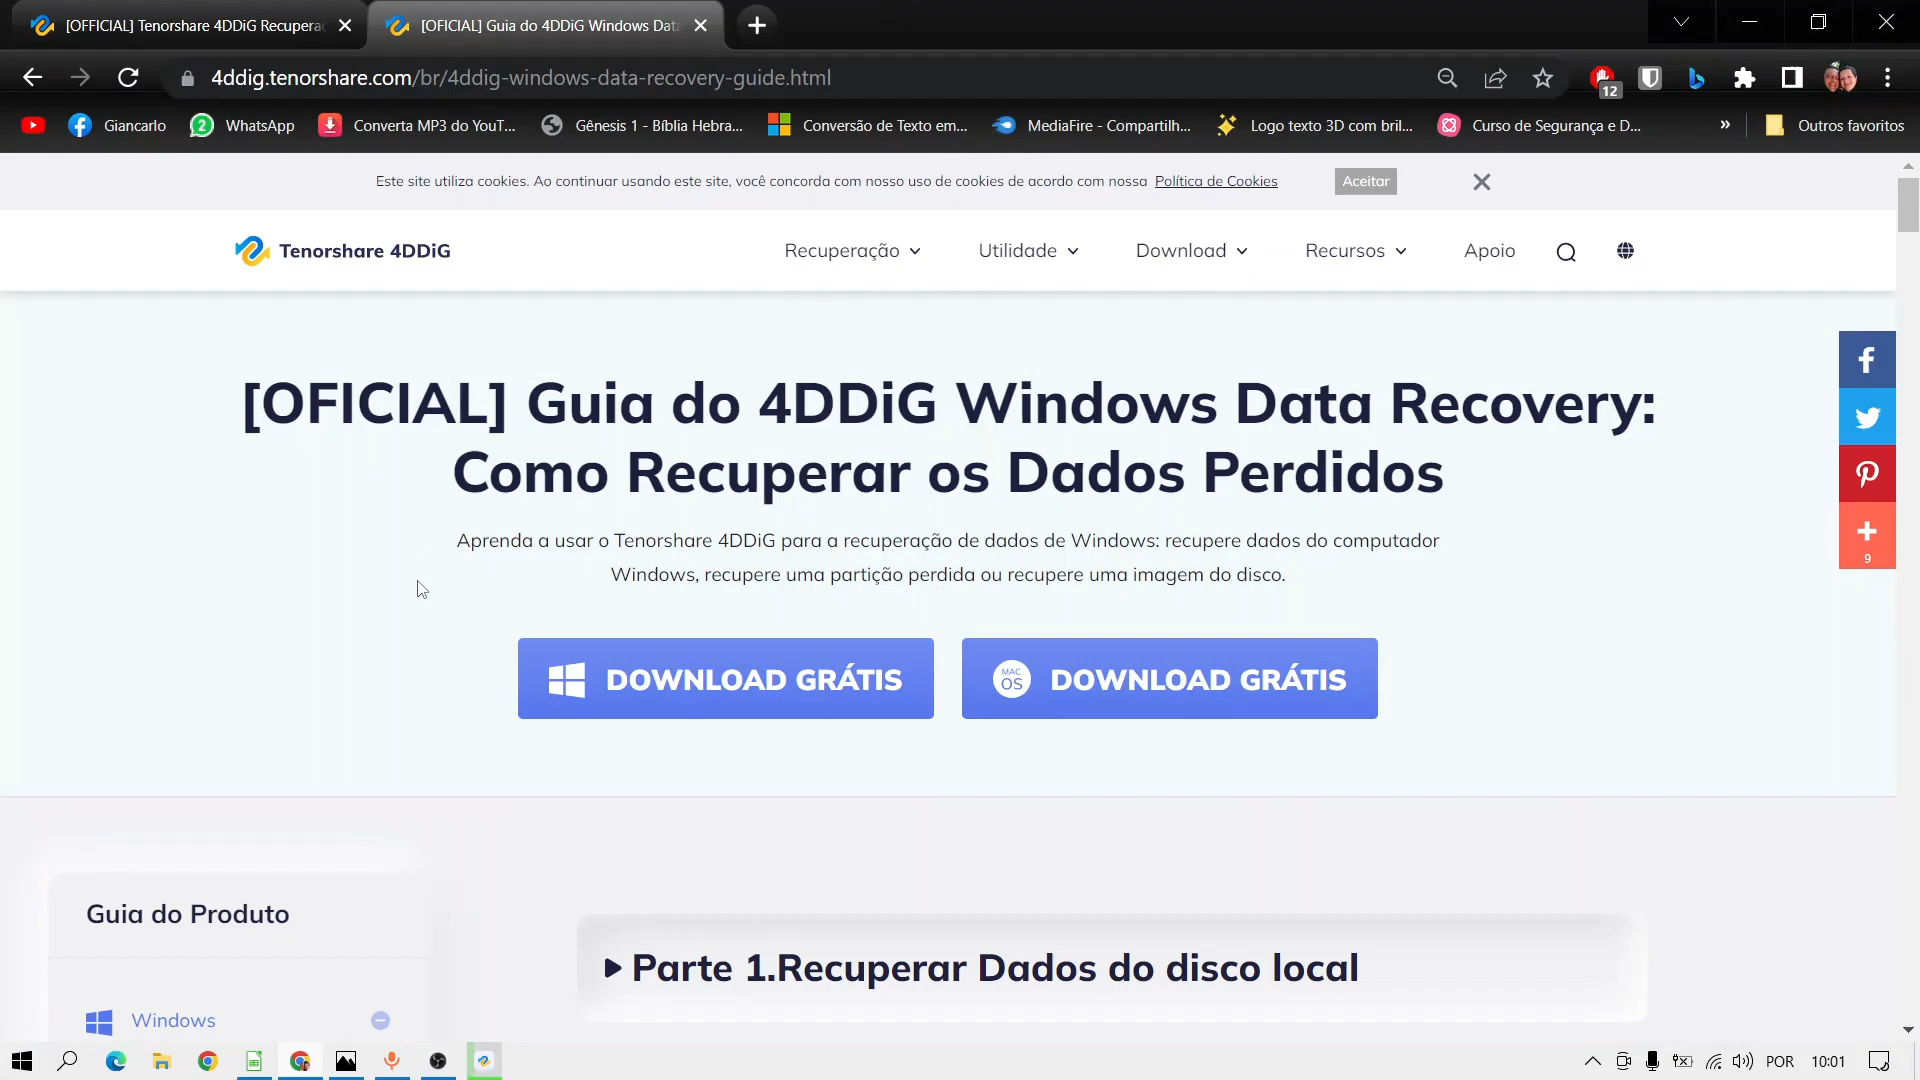 [OFFICIAL] Tenorshare 4DDiG Recupera
[OFICIAL] Guia do 4DDiG Windows Dat
4ddig.tenorshare.com/br/4ddig-windows-data-recovery-guide.html
12
Giancarlo
2
WhatsApp
Converta MP3 do YouT...
Gênesis 1 - Bíblia Hebra...
Conversão de Texto em...
MediaFire - Compartilh...
Logo texto 3D com bril...
Curso de Segurança e D...
»
Outros favoritos
Este site utiliza cookies. Ao continuar usando este site, você concorda com nosso uso de cookies de acordo com nossa Política de Cookies
Aceitar
Tenorshare 4DDiG
Recuperação
Utilidade
Download
Recursos
Apoio
[OFICIAL] Guia do 4DDiG Windows Data Recovery:
Como Recuperar os Dados Perdidos
Aprenda a usar o Tenorshare 4DDiG para a recuperação de dados de Windows: recupere dados do computador
Windows, recupere uma partição perdida ou recupere uma imagem do disco.
DOWNLOAD GRÁTIS
MAC
OS
DOWNLOAD GRÁTIS
9
Guia do Produto
Parte 1.Recuperar Dados do disco local
Windows
POR
10:01